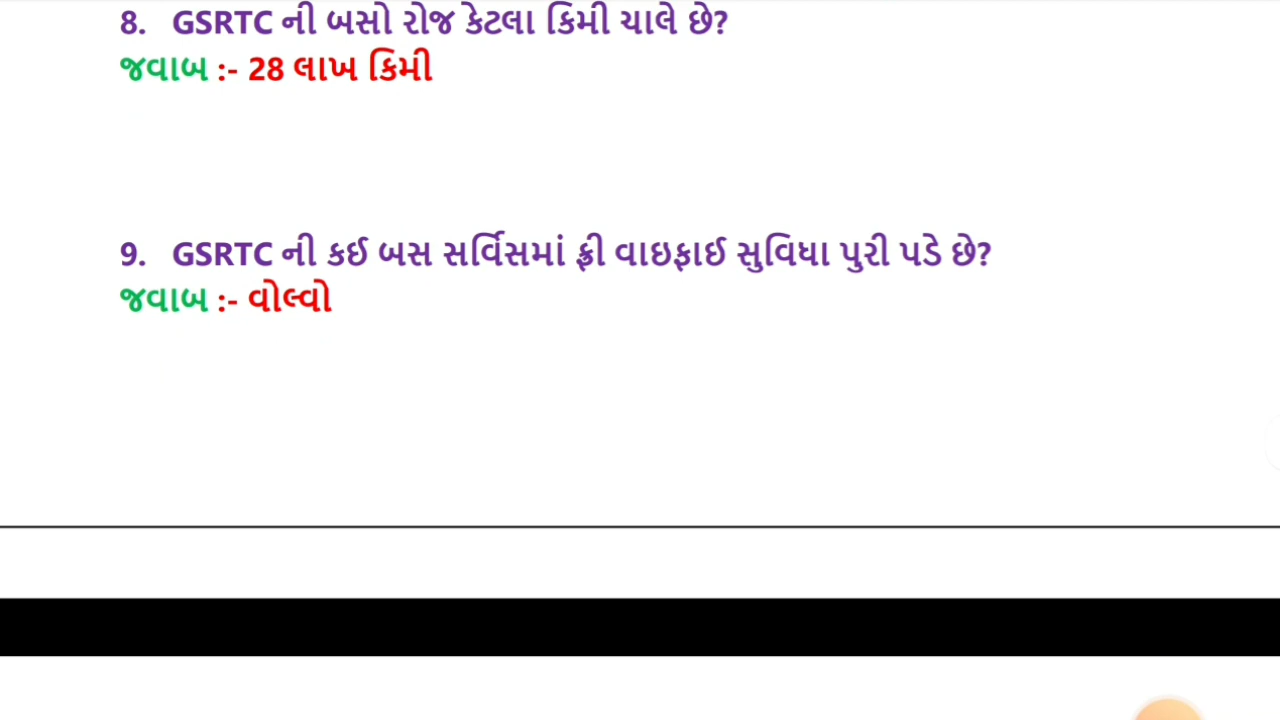 8. GSRTC ની બસો રોજ કેટલા કિમી ચાલે છે?
જવાબ :- 28 લાખ કિમી
9. GSRTC ની કઈ બસ સર્વિસમાં ફ્રી વાઇફાઈ સુવિધા પુરી પડે છે?
જવાબ :- વોલ્વો